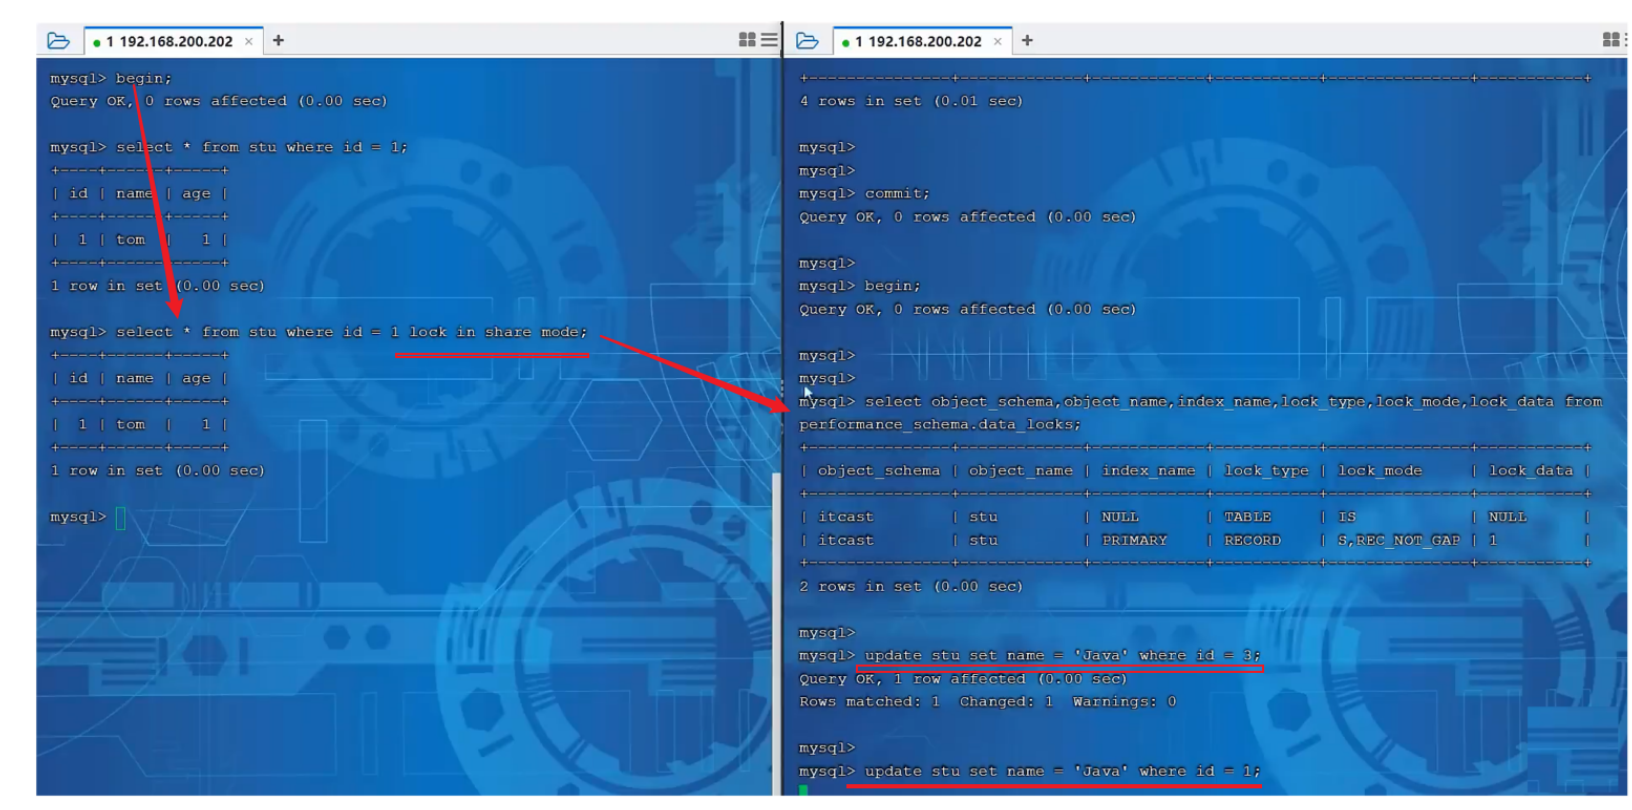 1 192.168.200.202 × +
mysql> begin;
Query OK, 0 rows affected (0.00 sec)
mysql> select * from stu where id = 1;
+----+------+-----+
| id | name | age |
+----+------+-----+
| 1 | tom | 1 |
+----+------+-----+
1 row in set (0.00 sec)
mysql> select * from stu where id = 1 lock in share mode;
+----+------+-----+
| id | name | age |
+----+------+-----+
| 1 | tom | 1 |
+----+------+-----+
1 row in set (0.00 sec)
mysql>
1 192.168.200.202 × +
+---------------+-------------+------------+-----------+---------------+-----------+
4 rows in set (0.01 sec)
mysql>
mysql>
mysql> commit;
Query OK, 0 rows affected (0.00 sec)
mysql>
mysql> begin;
Query OK, 0 rows affected (0.00 sec)
mysql>
mysql>
mysql> select object_schema,object_name,index_name,lock_type,lock_mode,lock_data from
performance_schema.data_locks;
+---------------+-------------+------------+-----------+---------------+-----------+
| object_schema | object_name | index_name | lock_type | lock_mode | lock_data |
+---------------+-------------+------------+-----------+---------------+-----------+
| itcast | stu | NULL | TABLE | IS | NULL |
| itcast | stu | PRIMARY | RECORD | S,REC_NOT_GAP | 1 |
+---------------+-------------+------------+-----------+---------------+-----------+
2 rows in set (0.00 sec)
mysql>
mysql> update stu set name = 'Java' where id = 3;
Query OK, 1 row affected (0.00 sec)
Rows matched: 1 Changed: 1 Warnings: 0
mysql>
mysql> update stu set name = 'Java' where id = 1;